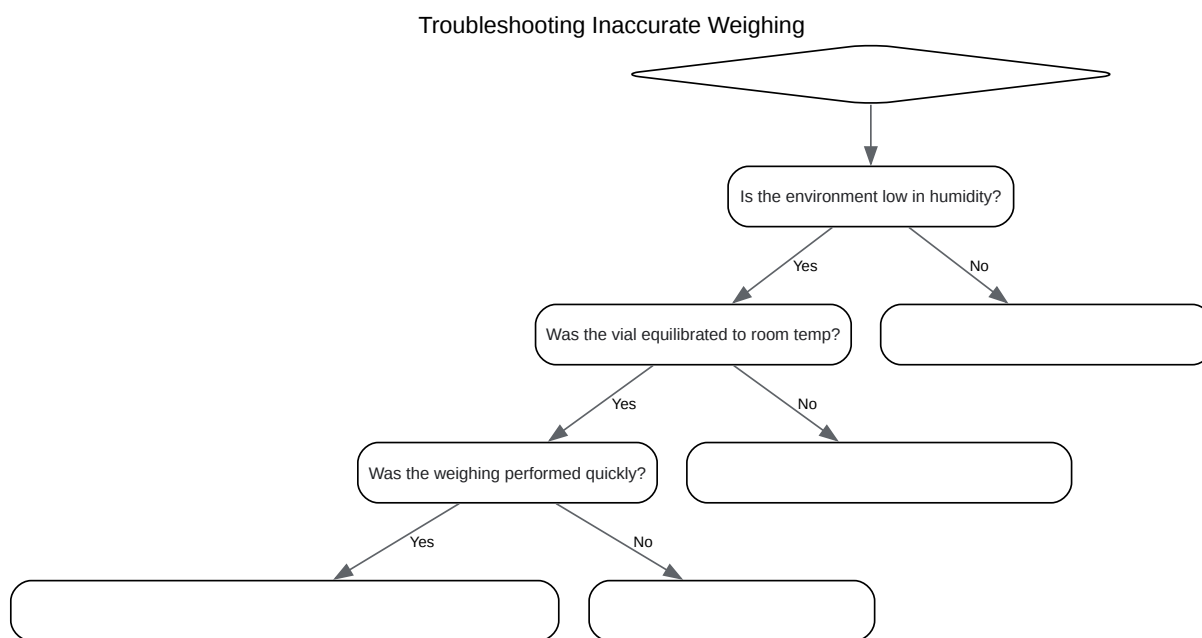 Troubleshooting Inaccurate Weighing
Is the environment low in humidity?
Yes
No
Was the vial equilibrated to room temp?
Yes
No
Was the weighing performed quickly?
Yes
No